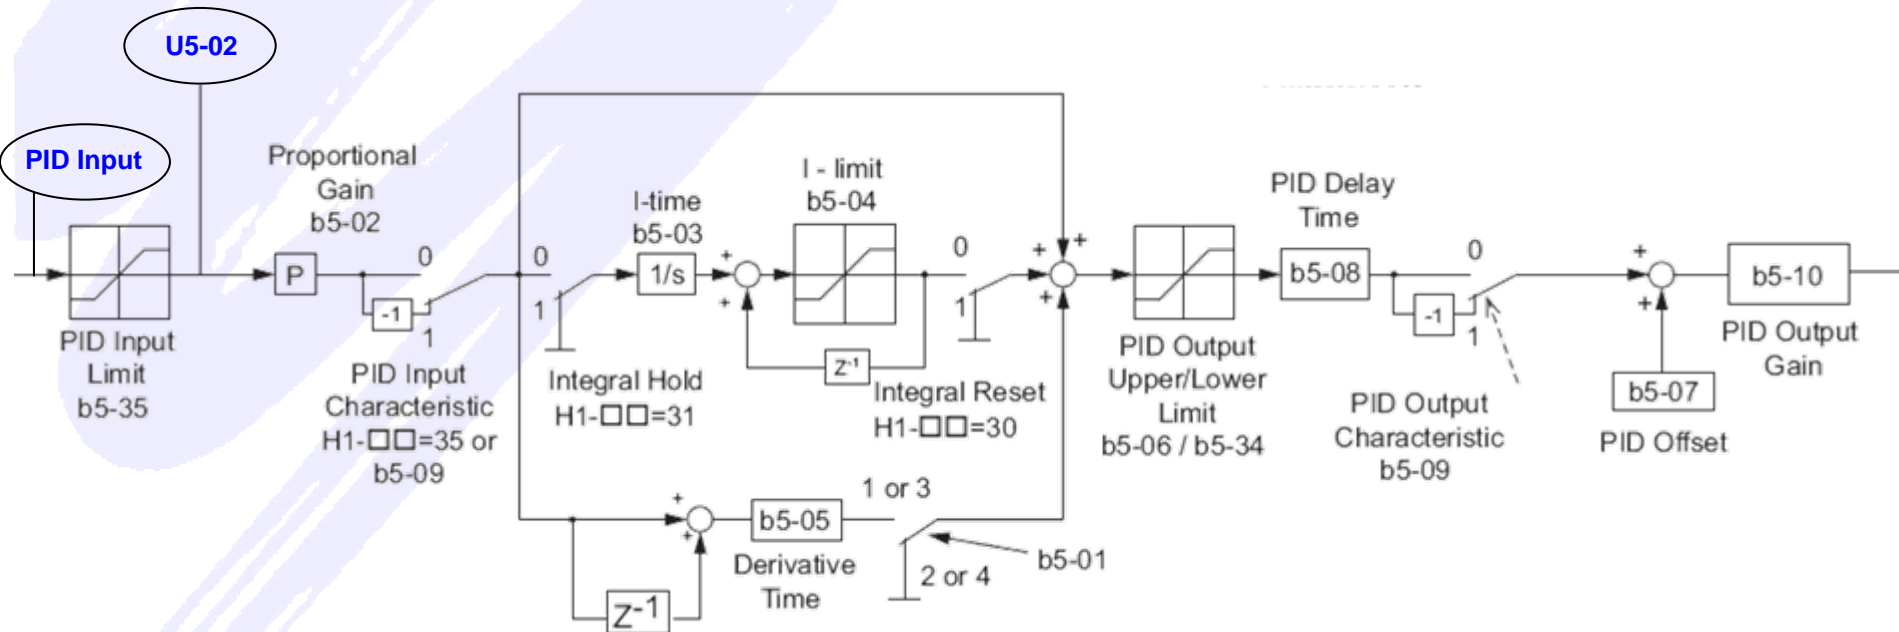 U5-02
PID Input
Proportional
Gain
b5-02
P
0
-1
1
PID Input
Limit
b5-35
PID Input
Characteristic
H1-□□=35 or
b5-09
0
1
Integral Hold
H1-□□=31
I-time
b5-03
1/s
+
+
I - limit
b5-04
Z-1
0
1
Integral Reset
H1-□□=30
+
+
+
PID Output
Upper/Lower
Limit
b5-06 / b5-34
PID Delay
Time
b5-08
0
-1
1
PID Output
Characteristic
b5-09
+
+
b5-07
PID Offset
b5-10
PID Output
Gain
+
+
Z-1
b5-05
Derivative
Time
1 or 3
2 or 4
b5-01